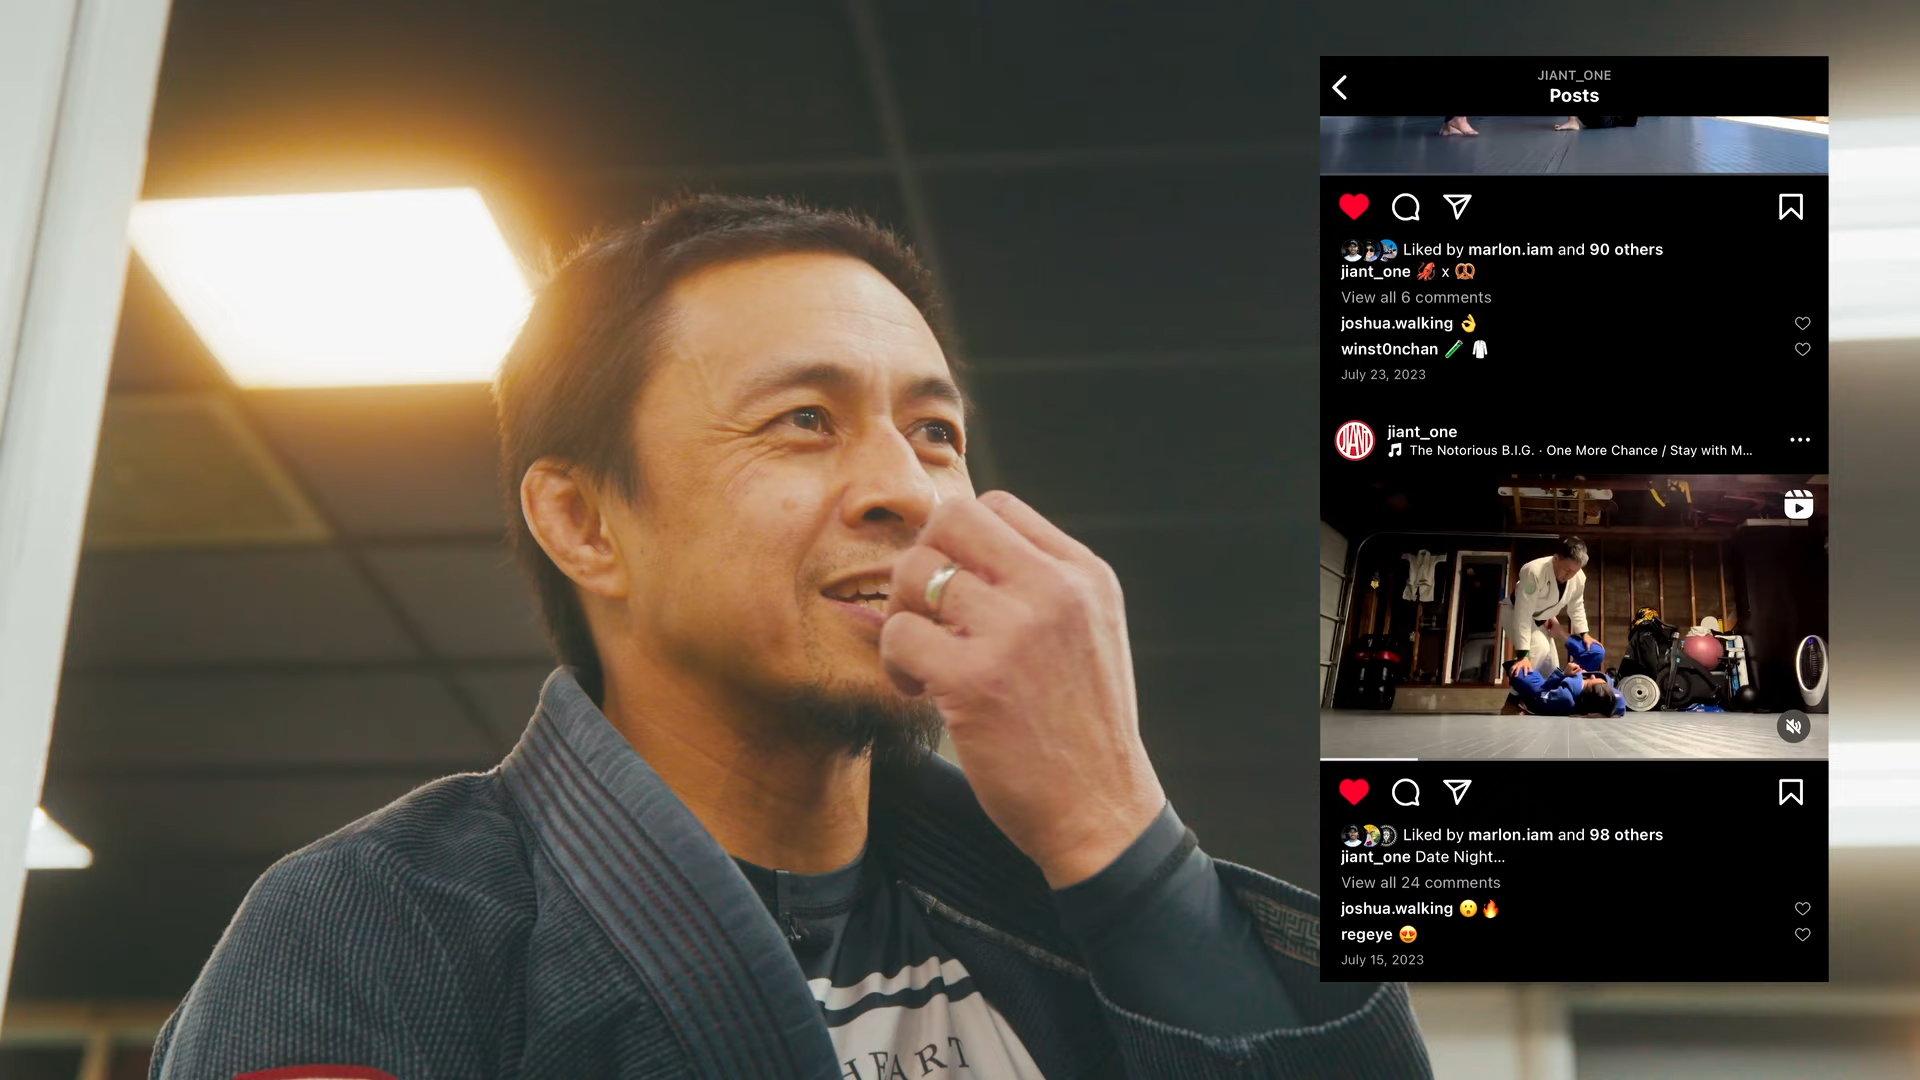 JIANT_ONE
Posts
Liked by marlon.iam and 90 others
jiant_one 🦑 x 🥨
View all 6 comments
joshua.walking 👌
winst0nchan 🧪 🥼
July 23, 2023
JIANT
jiant_one
The Notorious B.I.G. · One More Chance / Stay with M...
Liked by marlon.iam and 98 others
jiant_one Date Night...
View all 24 comments
joshua.walking 😮 🔥
regeye 😍
July 15, 2023
HEART